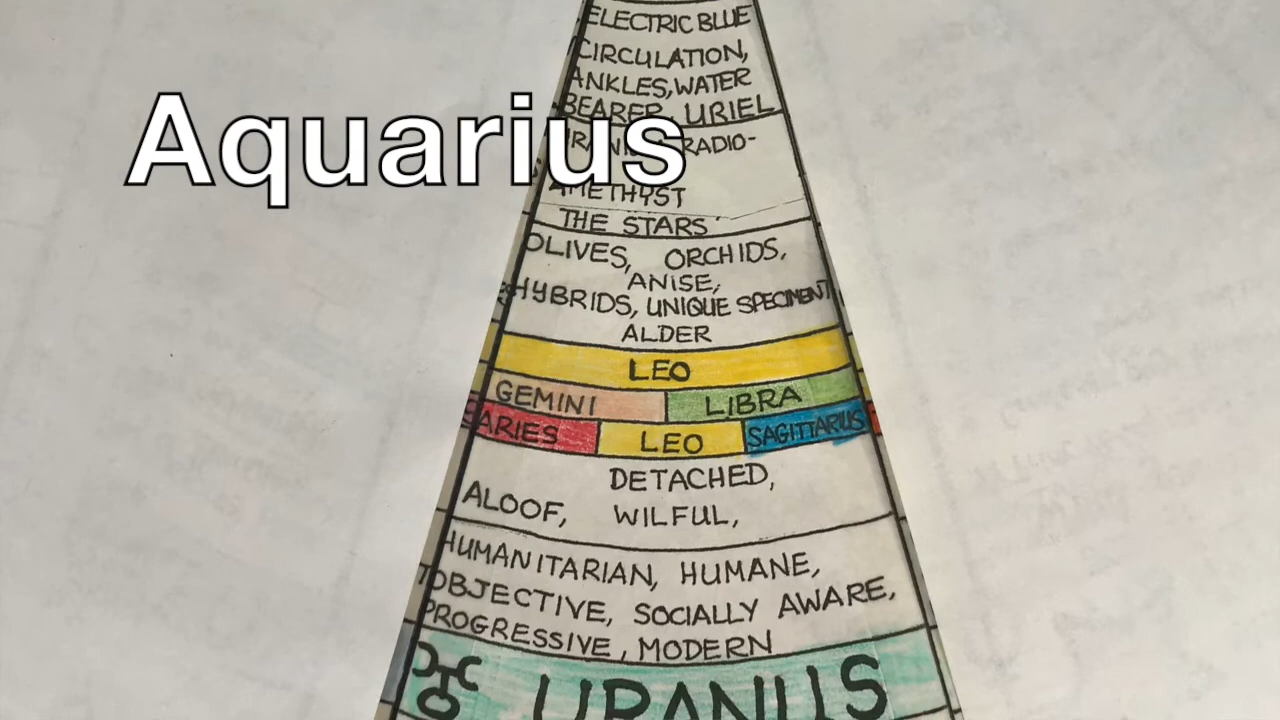 ELECTRIC BLUE
CIRCULATION,
ANKLES, WATER
BEARER, URIEL
Aquarius
RADIO-
AMETHYST
THE STARS
OLIVES, ORCHIDS,
ANISE,
HYBRIDS, UNIQUE SPECIMENT
ALDER
LEO
GEMINI LIBRA
ARIES LEO SAGITTARIUS
DETACHED,
ALOOF, WILFUL,
HUMANITARIAN, HUMANE,
OBJECTIVE, SOCIALLY AWARE,
PROGRESSIVE, MODERN
URANUS